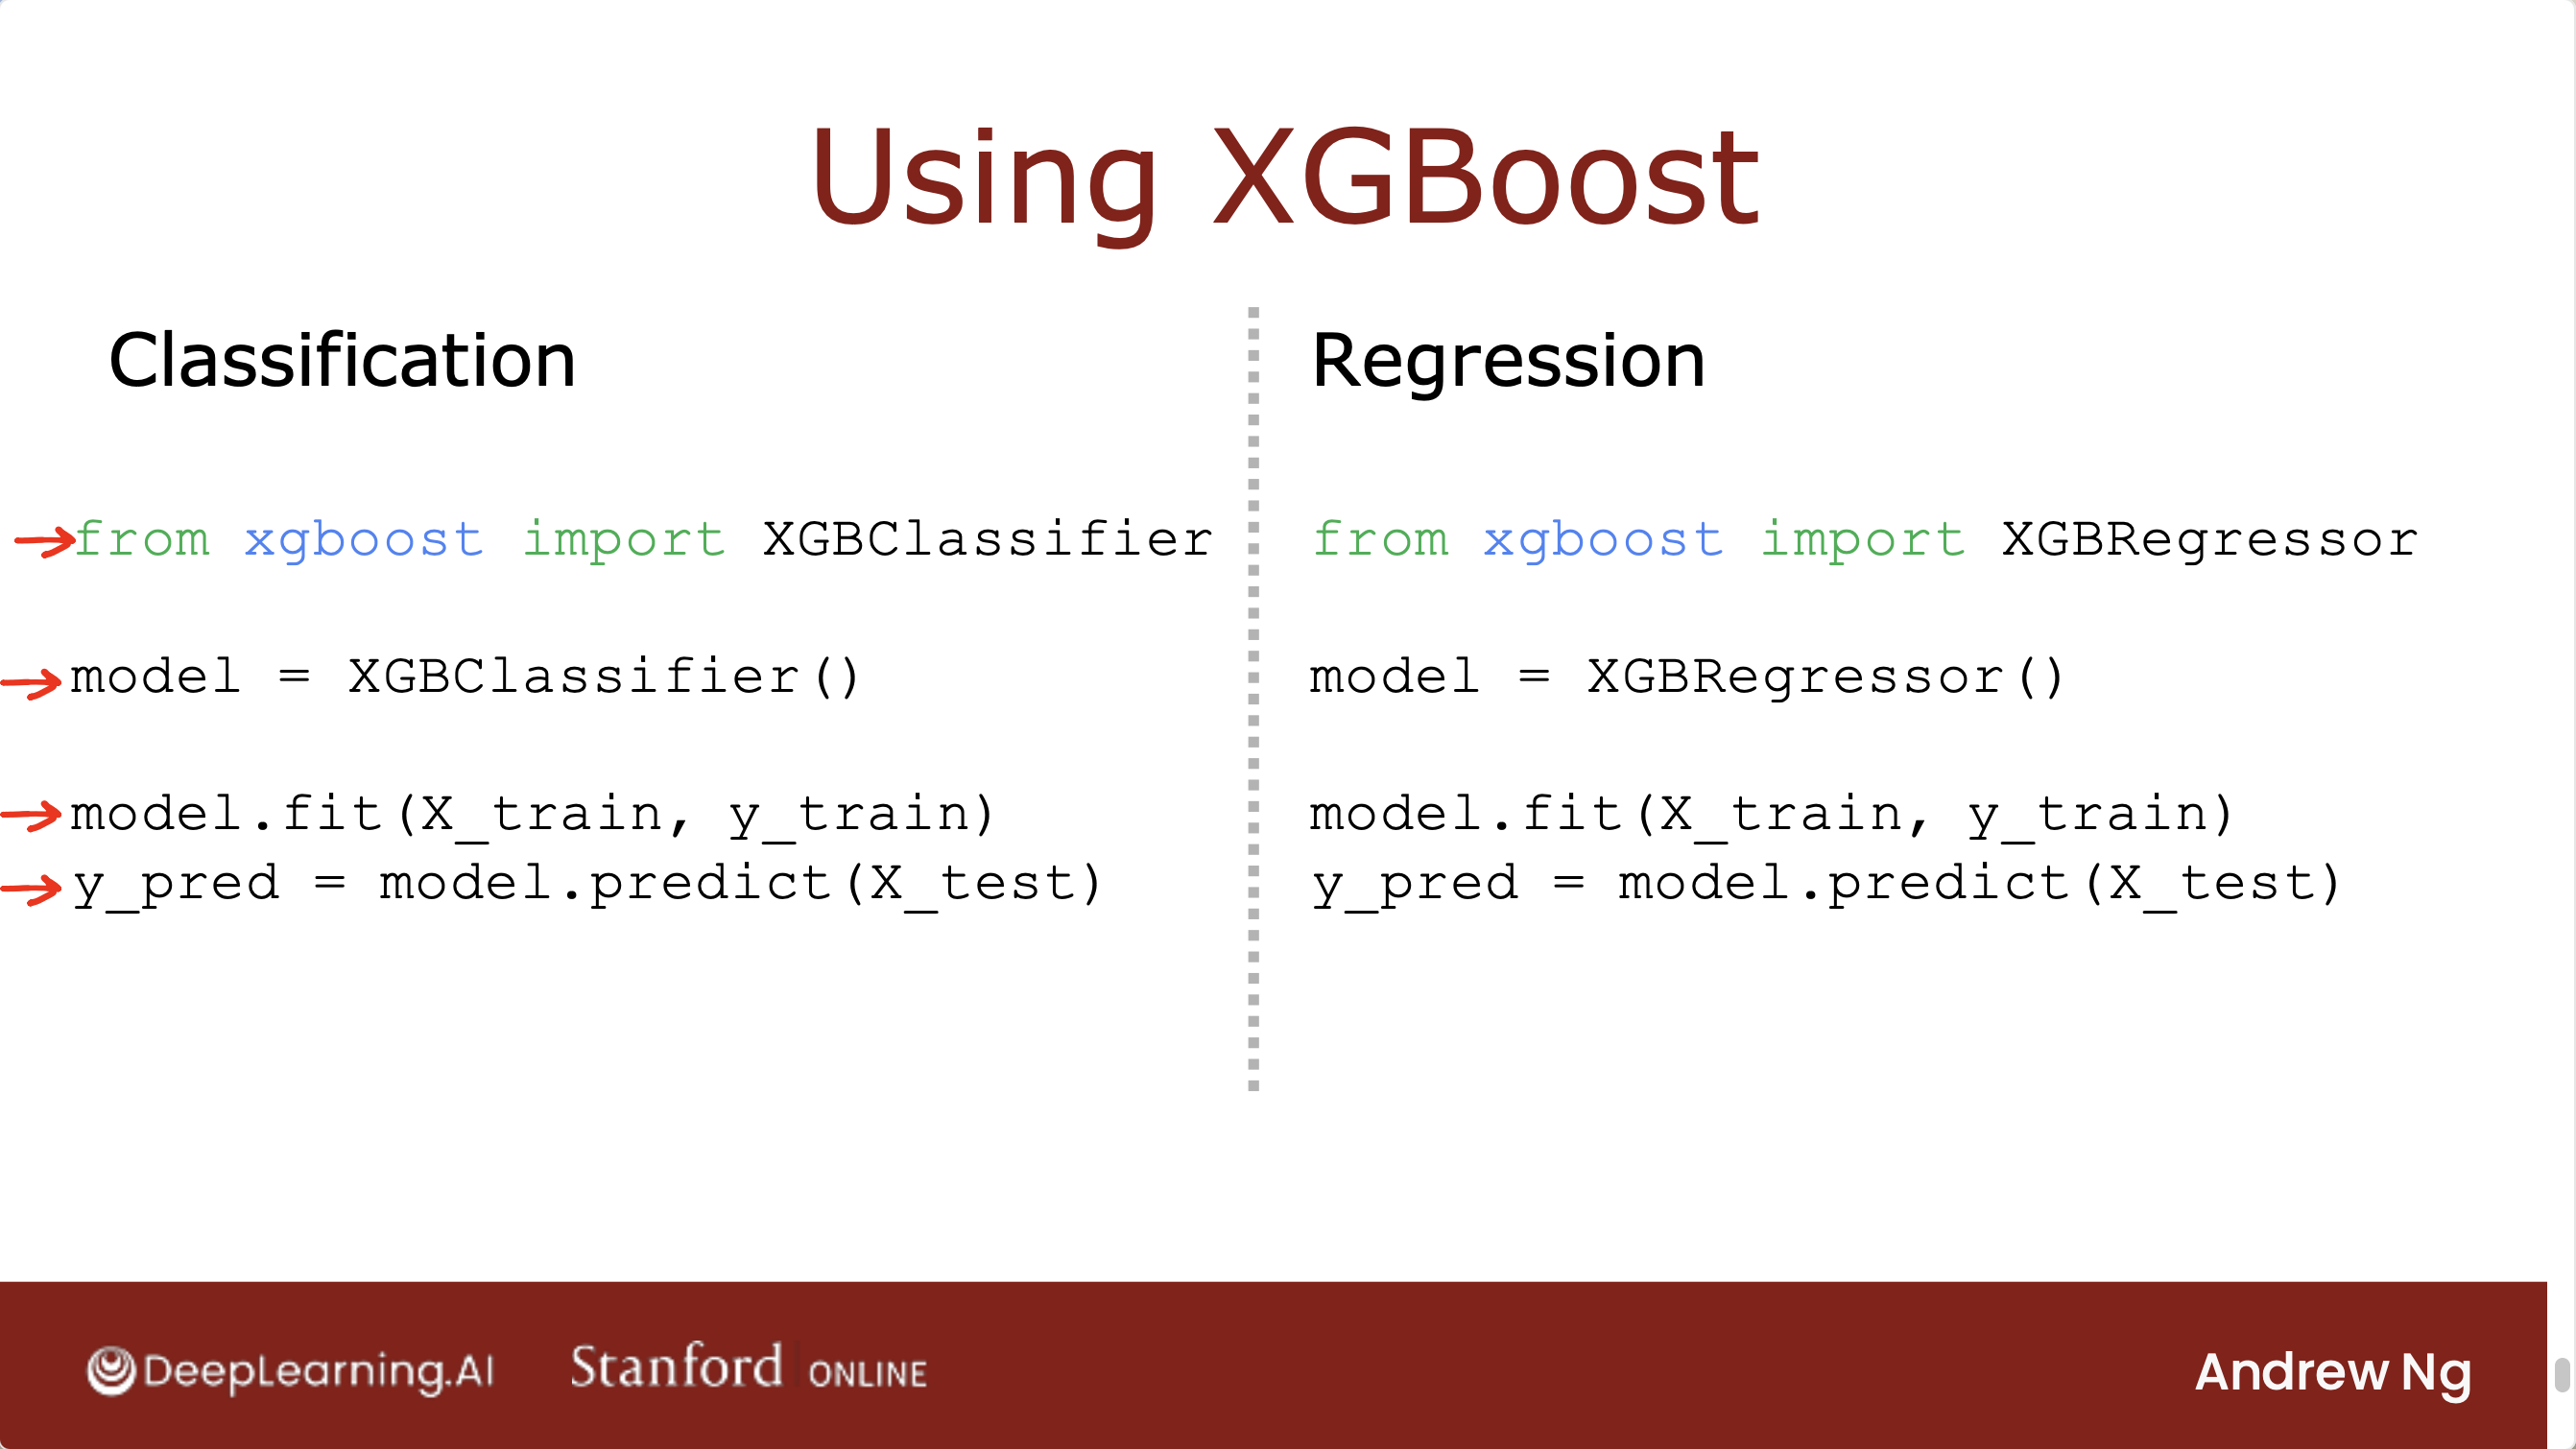 Using XGBoost
Classification
from xgboost import XGBClassifier
model = XGBClassifier()
model.fit(X_train, y_train)
y_pred = model.predict(X_test)
Regression
from xgboost import XGBRegressor
model = XGBRegressor()
model.fit(X_train, y_train)
y_pred = model.predict(X_test)
DeepLearning.AI
Stanford ONLINE
Andrew Ng